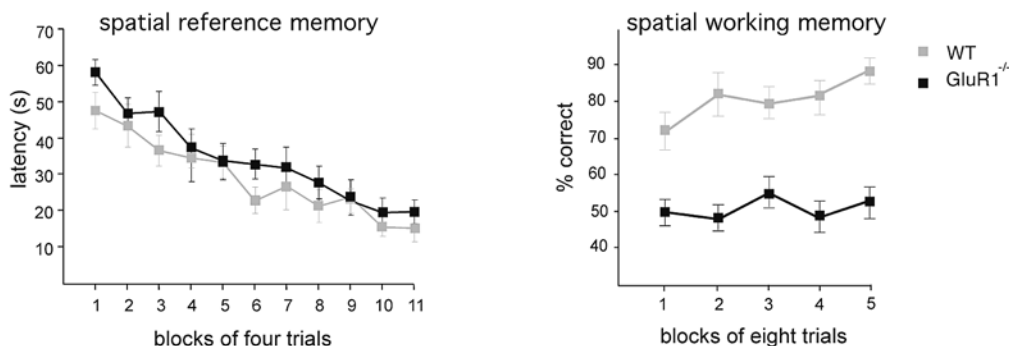 spatial reference memory
70
60
50
40
30
20
10
latency (s)
1 2 3 4 5 6 7 8 9 10 11
blocks of four trials
spatial working memory
90
80
70
60
50
40
% correct
1 2 3 4 5
blocks of eight trials
WT
GluR1-/-